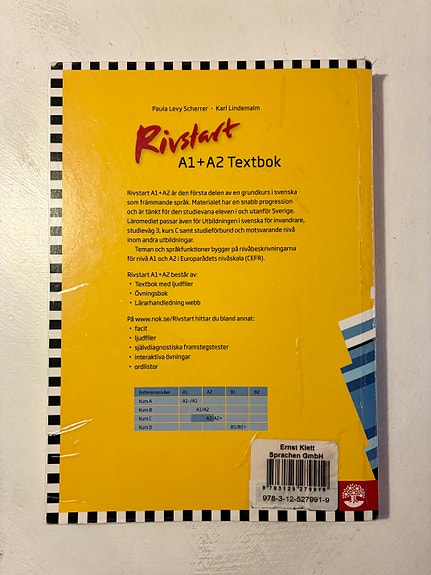 Paula Levy Scherrer · Karl Lindemalm
Rivstart
A1+A2 Textbok
Rivstart A1+A2 är den första delen av en grundkurs i svenska
som främmande språk. Materialet har en snabb progression
och är tänkt för den studievana eleven i och utanför Sverige.
Läromedlet passar även för Utbildningen i svenska för invandrare,
studieväg 3, kurs C samt studieförbund och motsvarande nivå
inom andra utbildningar.
Teman och språkfunktioner bygger på nivåbeskrivningarna
för nivå A1 och A2 i Europarådets nivåskala (CEFR).
Rivstart A1+A2 består av:
• Textbok med ljudfiler
• Övningsbok
• Lärarhandledning webb
På www.nok.se/Rivstart hittar du bland annat:
• facit
• ljudfiler
• självdiagnostiska framstegstester
• interaktiva övningar
• ordlistor
Referensnivåer A1 A2 B1 B2
Kurs A A1-/A1
Kurs B A1/A2
Kurs C A2/A2+
Kurs D B1/B1+
Ernst Klett
Sprachen GmbH
9 783125 279919
978-3-12-527991-9